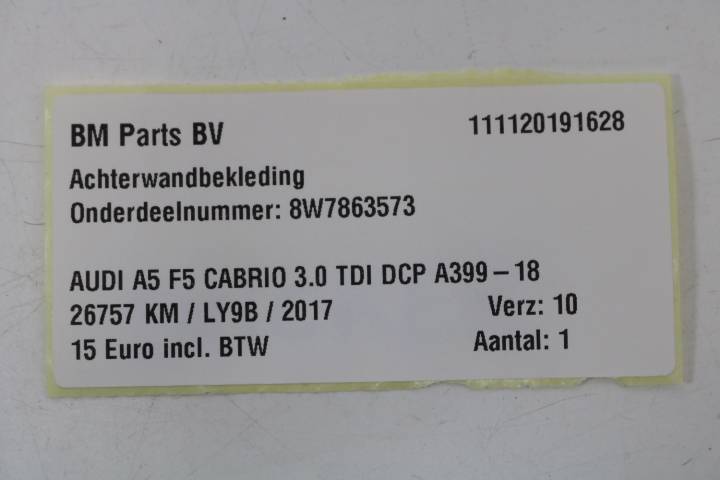 BM Parts BV 111120191628
Achterwandbekleding
Onderdeelnummer: 8W7863573
AUDI A5 F5 CABRIO 3.0 TDI DCP A399 – 18
26757 KM / LY9B / 2017 Verz: 10
15 Euro incl. BTW Aantal: 1